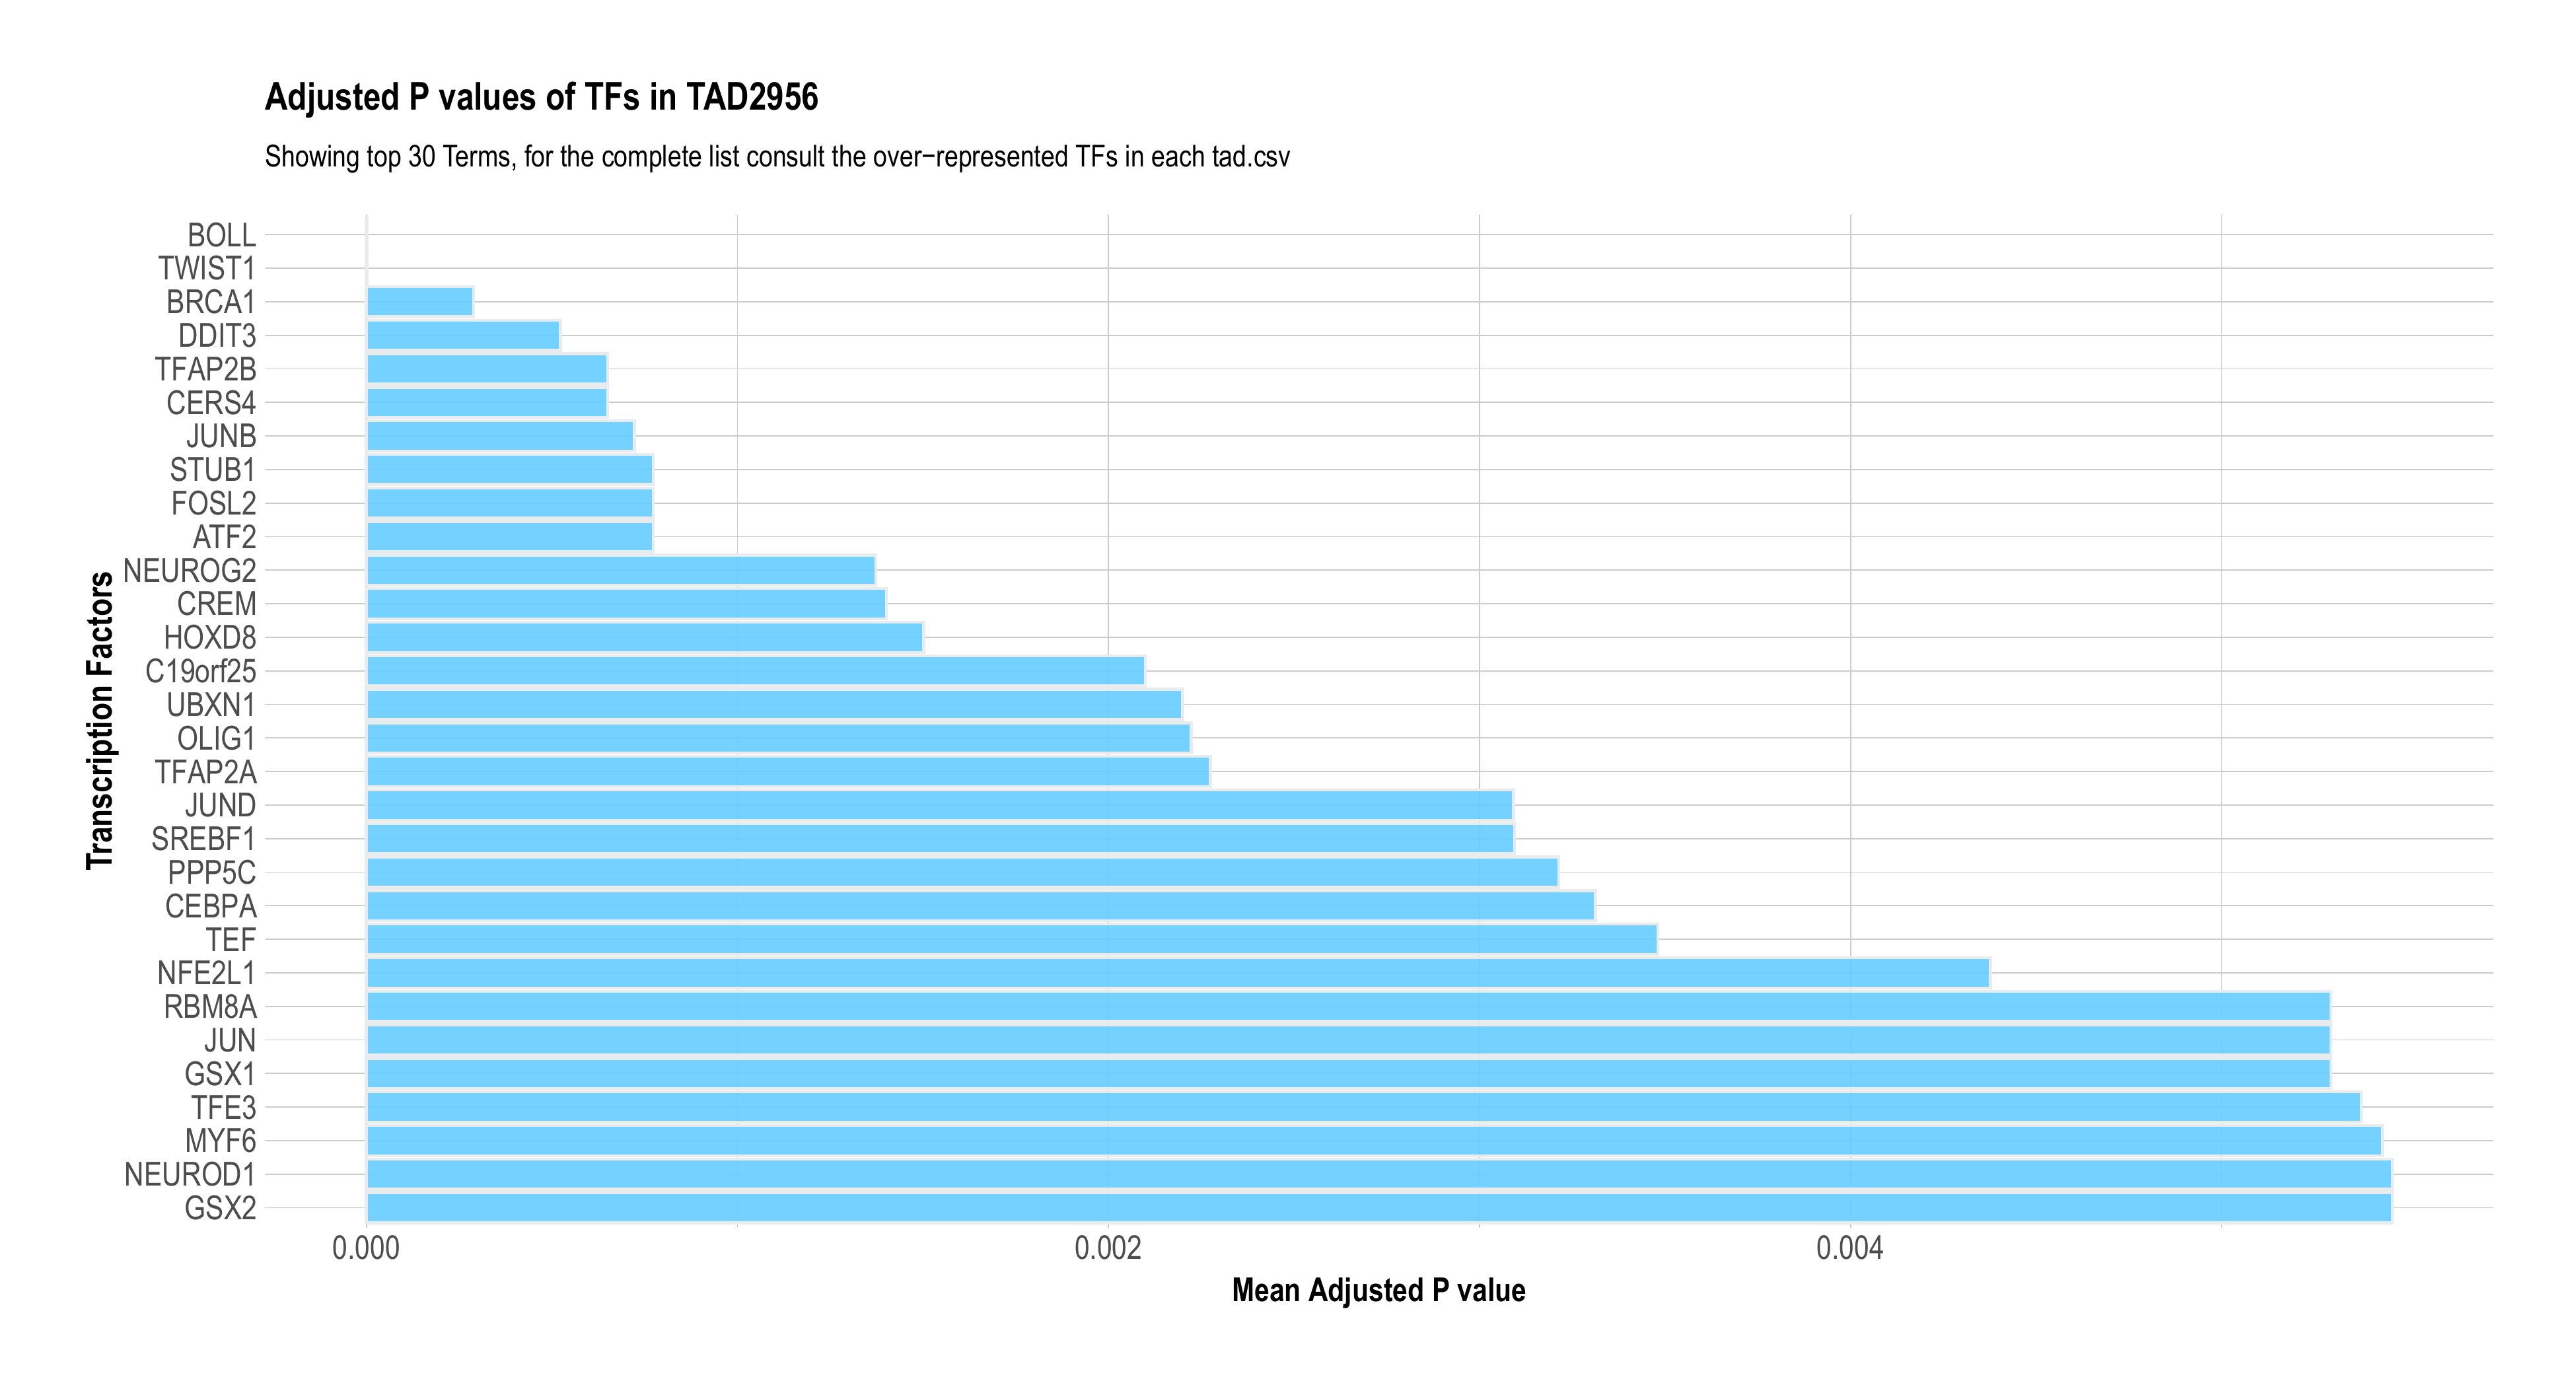 Adjusted P values of TFs in TAD2956
Showing top 30 Terms, for the complete list consult the over−represented TFs in each tad.csv
Transcription Factors
BOLL
TWIST1
BRCA1
DDIT3
TFAP2B
CERS4
JUNB
STUB1
FOSL2
ATF2
NEUROG2
CREM
HOXD8
C19orf25
UBXN1
OLIG1
TFAP2A
JUND
SREBF1
PPP5C
CEBPA
TEF
NFE2L1
RBM8A
JUN
GSX1
TFE3
MYF6
NEUROD1
GSX2
0.000 0.002 0.004
Mean Adjusted P value